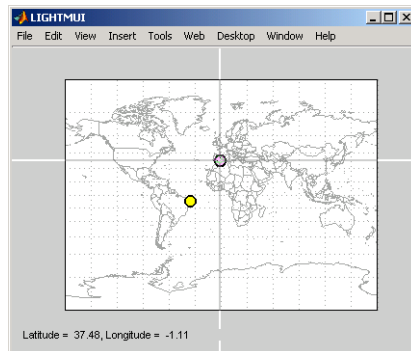 LIGHTMUI
File Edit View Insert Tools Web Desktop Window Help
Latitude = 37.48, Longitude = -1.11